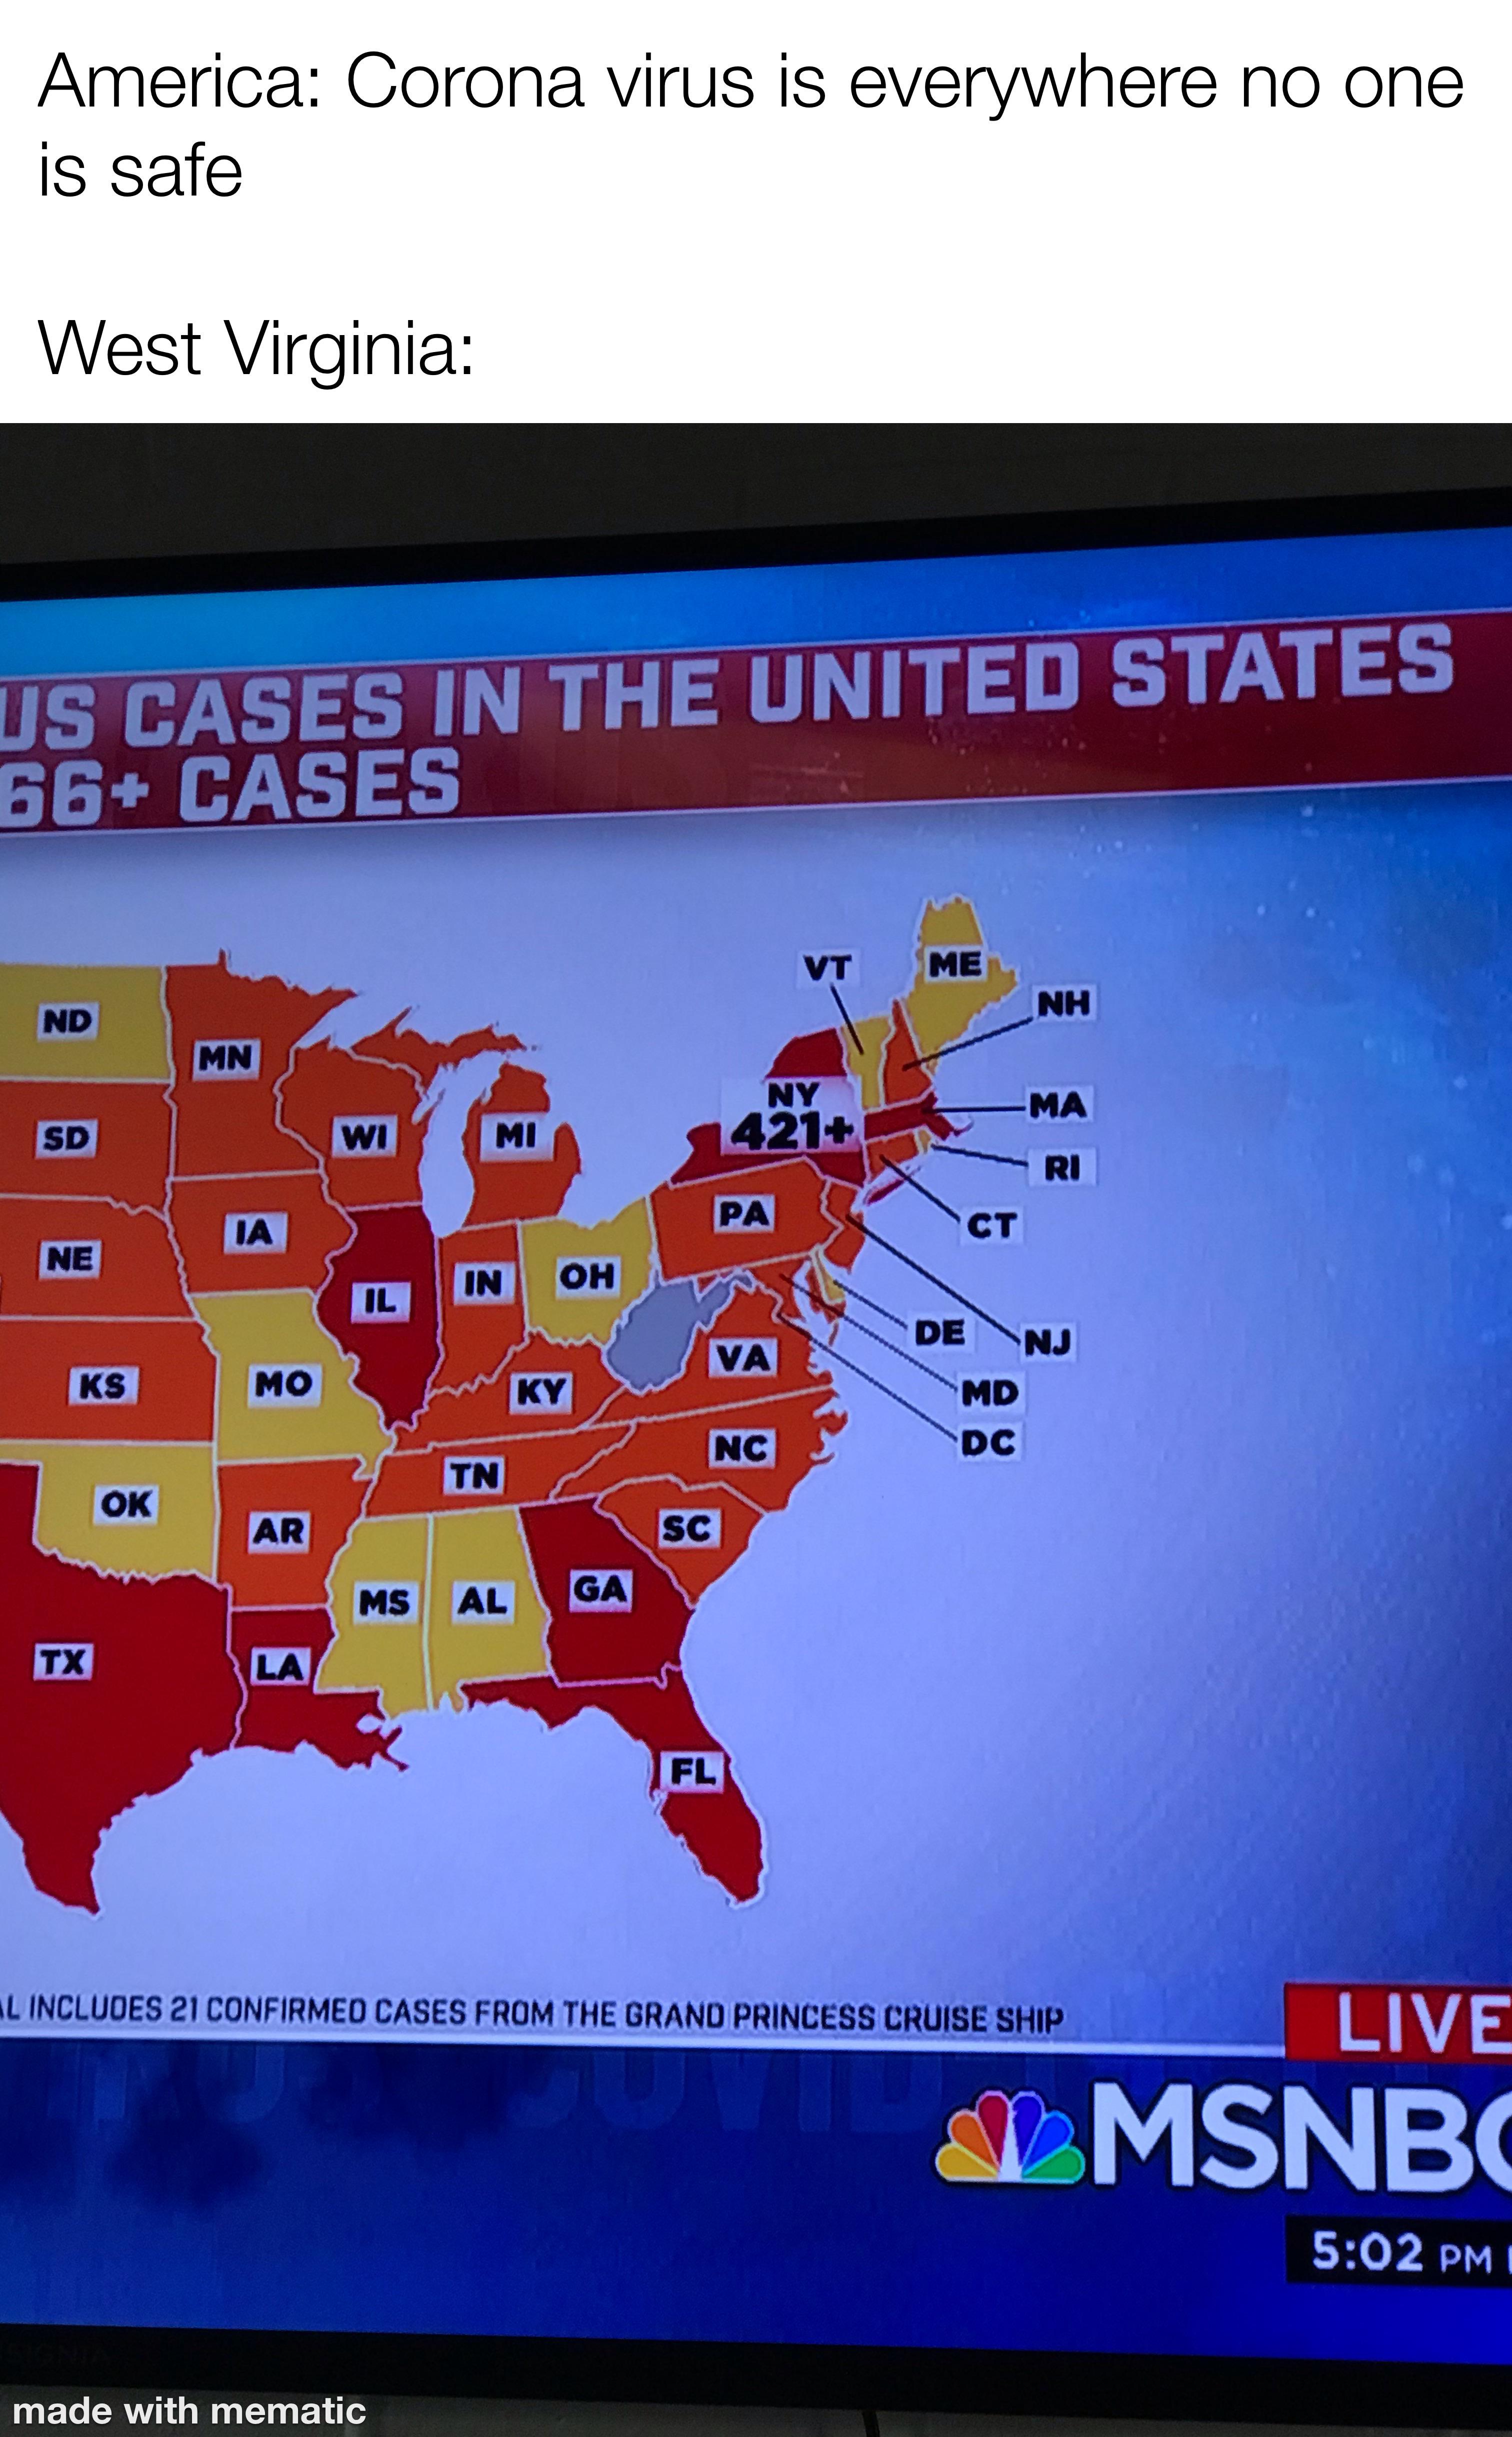 America: Corona virus is everywhere no one
is safe
West Virginia:
US CASES IN THE UNITED STATES
66+ CASES
VT
ME
ND
NH
MN
NY
421+
MA
SD
WI
MI
RI
PA
CT
IA
NE
IN
OH
IL
DE
NJ
VA
KS
MO
KY
MD
NC
DC
TN
OK
AR
SC
MS
AL
GA
TX
LA
FL
INCLUDES 21 CONFIRMED CASES FROM THE GRAND PRINCESS CRUISE SHIP
LIVE
MSNBC
5:02 PM
made with mematic